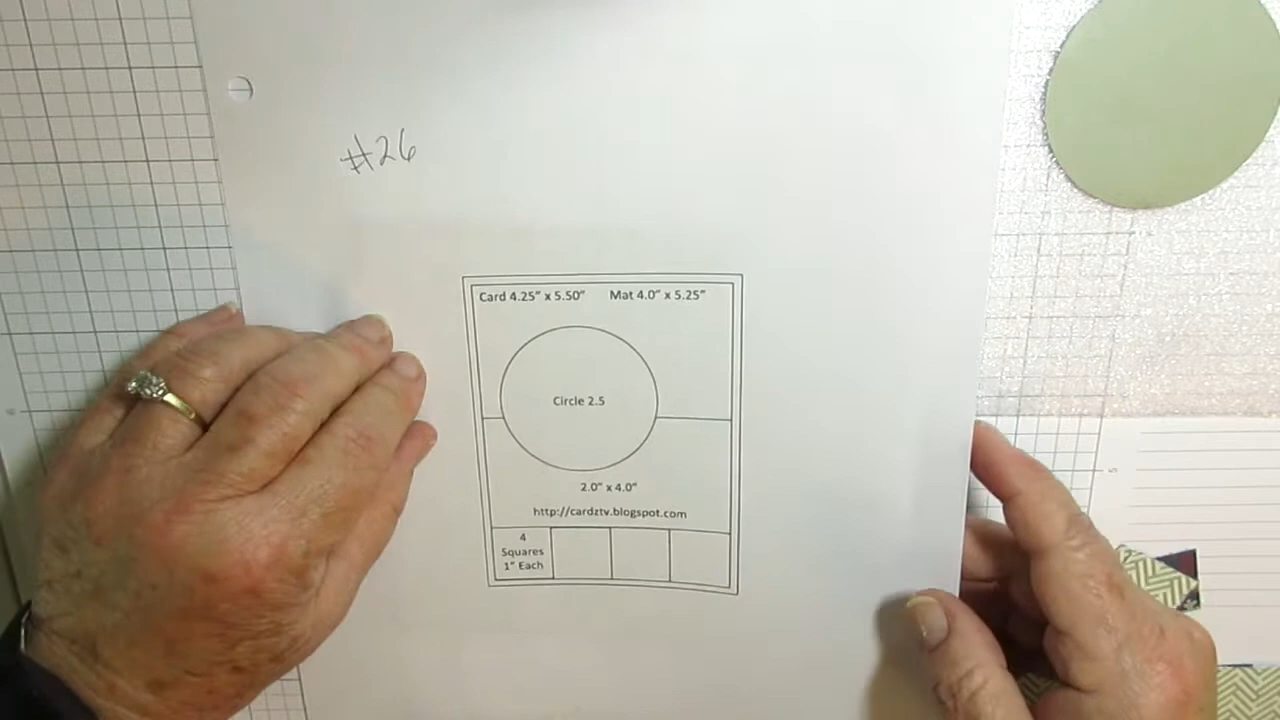 #26
Card 4.25" x 5.50" Mat 4.0" x 5.25"
Circle 2.5
2.0" x 4.0"
http://cardztv.blogspot.com
4
Squares
1" Each